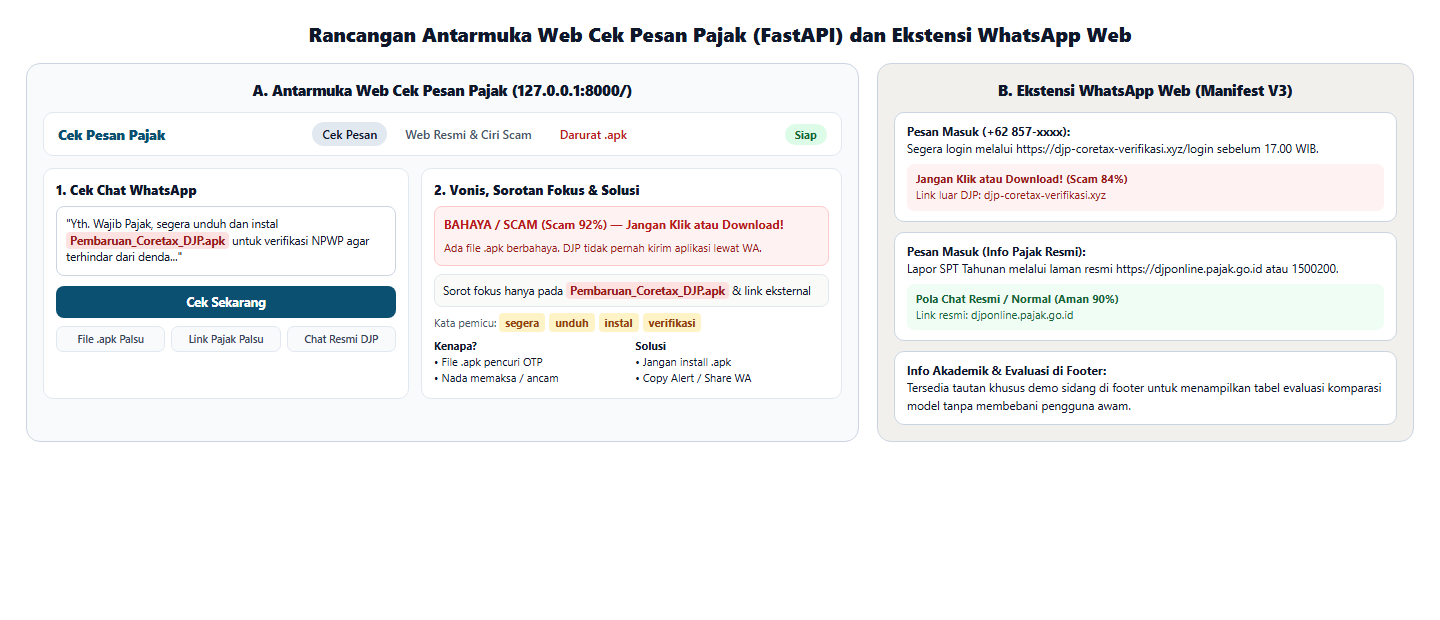 Rancangan Antarmuka Web Cek Pesan Pajak (FastAPI) dan Ekstensi WhatsApp Web
A. Antarmuka Web Cek Pesan Pajak (127.0.0.1:8000/)
Cek Pesan Pajak
Cek Pesan
Web Resmi & Ciri Scam
Darurat .apk
Siap
1. Cek Chat WhatsApp
"Yth. Wajib Pajak, segera unduh dan instal
Pembaruan_Coretax_DJP.apk untuk verifikasi NPWP agar
terhindar dari denda..."
Cek Sekarang
File .apk Palsu
Link Pajak Palsu
Chat Resmi DJP
2. Vonis, Sorotan Fokus & Solusi
BAHAYA / SCAM (Scam 92%) — Jangan Klik atau Download!
Ada file .apk berbahaya. DJP tidak pernah kirim aplikasi lewat WA.
Sorot fokus hanya pada Pembaruan_Coretax_DJP.apk & link eksternal
Kata pemicu: segera unduh instal verifikasi
Kenapa?
• File .apk pencuri OTP
• Nada memaksa / ancam
Solusi
• Jangan install .apk
• Copy Alert / Share WA
B. Ekstensi WhatsApp Web (Manifest V3)
Pesan Masuk (+62 857-xxxx):
Segera login melalui https://djp-coretax-verifikasi.xyz/login sebelum 17.00 WIB.
Jangan Klik atau Download! (Scam 84%)
Link luar DJP: djp-coretax-verifikasi.xyz
Pesan Masuk (Info Pajak Resmi):
Lapor SPT Tahunan melalui laman resmi https://djponline.pajak.go.id atau 1500200.
Pola Chat Resmi / Normal (Aman 90%)
Link resmi: djponline.pajak.go.id
Info Akademik & Evaluasi di Footer:
Tersedia tautan khusus demo sidang di footer untuk menampilkan tabel evaluasi komparasi
model tanpa membebani pengguna awam.